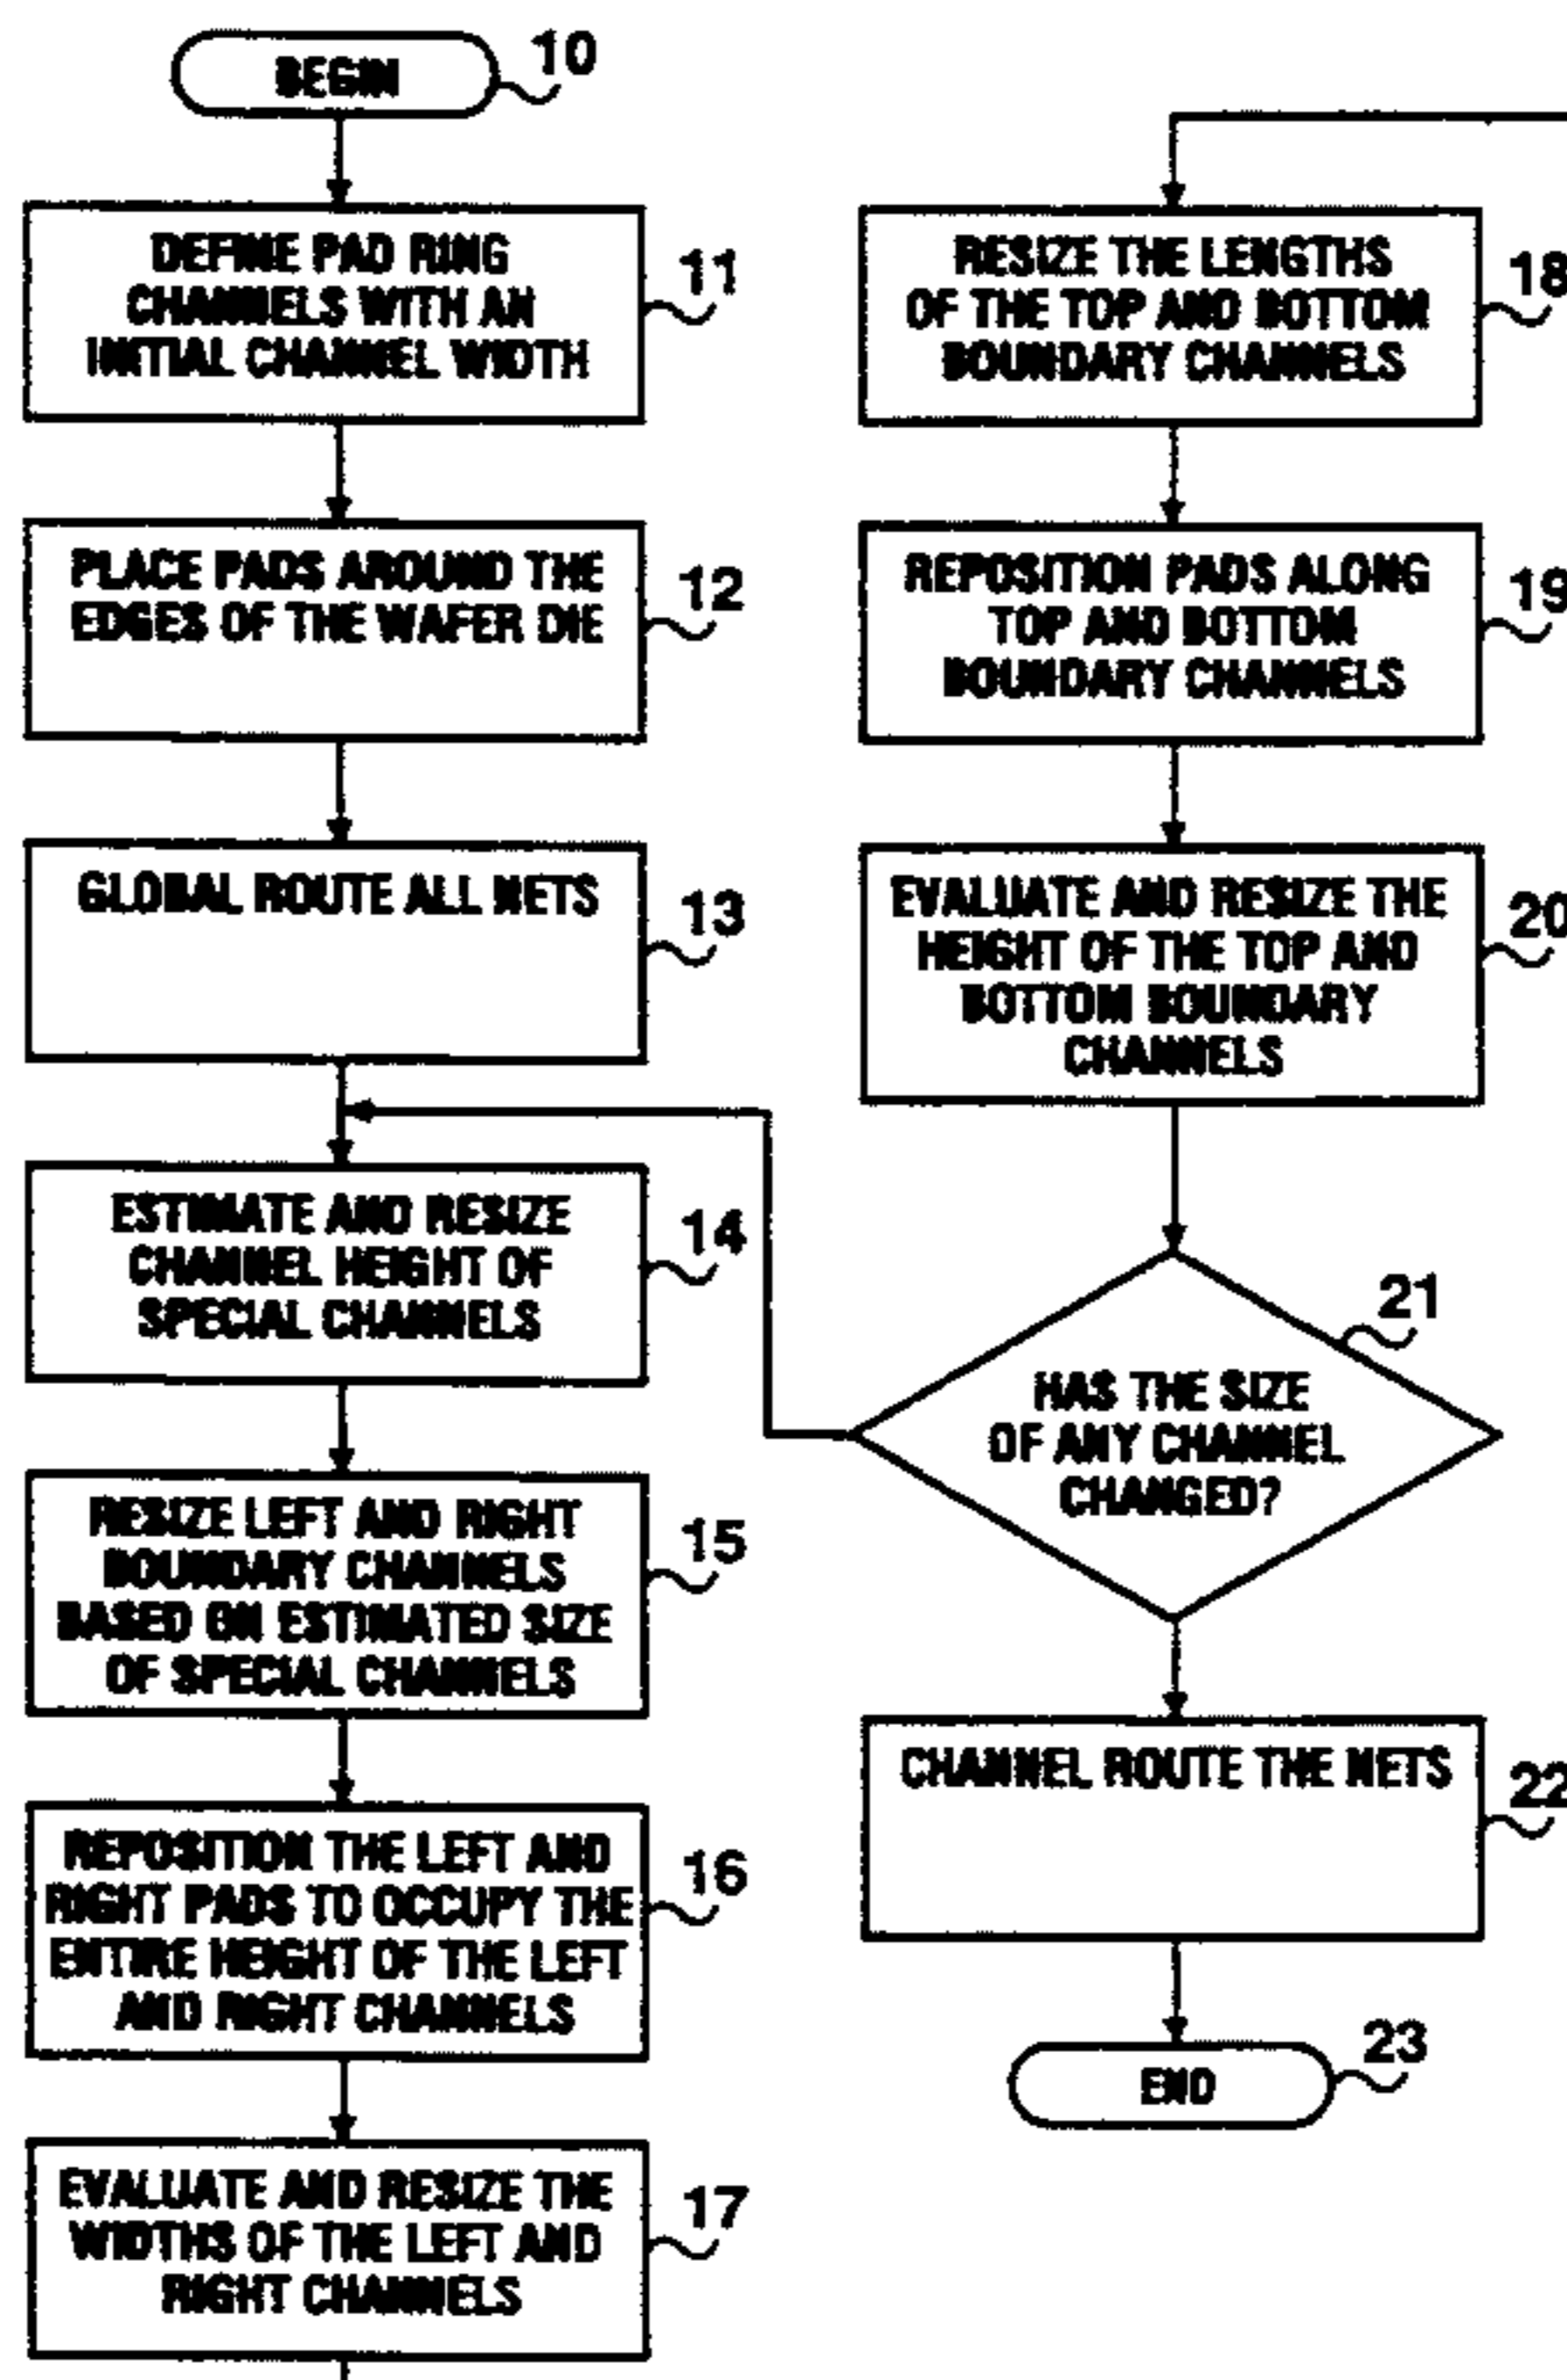 BEGIN
10
DEFINE PAD RING
CHANNELS WITH AN
INITIAL CHANNEL WIDTH
11
PLACE PADS AROUND THE
EDGES OF THE WAFER DIE
12
GLOBAL ROUTE ALL NETS
13
ESTIMATE AND RESIZE
CHANNEL HEIGHT OF
SPECIAL CHANNELS
14
RESIZE LEFT AND RIGHT
BOUNDARY CHANNELS
BASED ON ESTIMATED SIZE
OF SPECIAL CHANNELS
15
REPOSITION THE LEFT AND
RIGHT PADS TO OCCUPY THE
ENTIRE HEIGHT OF THE LEFT
AND RIGHT CHANNELS
16
EVALUATE AND RESIZE THE
WIDTHS OF THE LEFT AND
RIGHT CHANNELS
17
RESIZE THE LENGTHS
OF THE TOP AND BOTTOM
BOUNDARY CHANNELS
18
REPOSITION PADS ALONG
TOP AND BOTTOM
BOUNDARY CHANNELS
19
EVALUATE AND RESIZE THE
HEIGHT OF THE TOP AND
BOTTOM BOUNDARY
CHANNELS
20
HAS THE SIZE
OF ANY CHANNEL
CHANGED?
21
CHANNEL ROUTE THE NETS
22
END
23